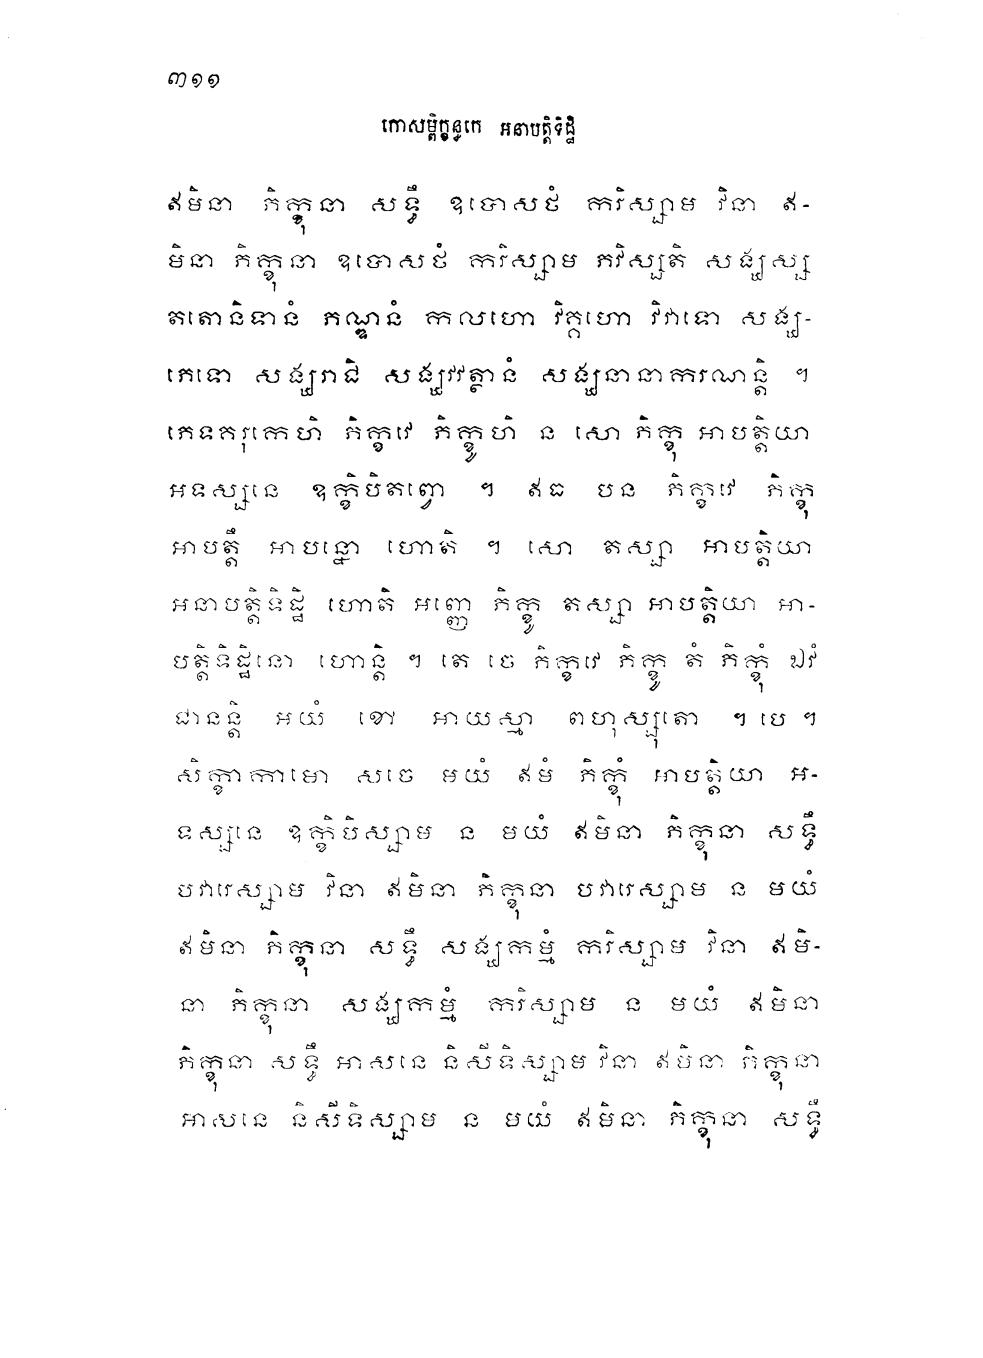 ៣១១
កោសម្ពិក្ខន្ធកេ អនាបត្តិទិដ្ឋិ
ឥមិនា ភិក្ខុនា សទ្ធឹ ឧបោសថំ ករិស្សាម វិនា ឥ-
មិនា ភិក្ខុនា ឧបោសថំ ករិស្សាម ភវិស្សតិ សង្ឃស្ស
តតោនិទានំ ភណ្ឌនំ កលហោ វិគ្គហោ វិវាទោ សង្ឃ-
ភេទោ សង្ឃរាជិ សង្ឃវវត្ថានំ សង្ឃនានាករណន្តិ ។
ភេទគរុកេហិ ភិក្ខវេ ភិក្ខូហិ ន សោ ភិក្ខុ អាបត្តិយា
អទស្សនេ ឧក្ខិបិតព្វោ ។ ឥធ បន ភិក្ខវេ ភិក្ខុ
អាបត្តឹ អាបន្នោ ហោតិ ។ សោ តស្សា អាបត្តិយា
អនាបត្តិទិដ្ឋិ ហោតិ អញ្ញេ ភិក្ខូ តស្សា អាបត្តិយា អា-
បត្តិទិដ្ឋិនោ ហោន្តិ ។ តេ ចេ ភិក្ខវេ ភិក្ខូ តំ ភិក្ខុំ ឯវំ
ជានន្តិ អយំ ខោ អាយស្មា ពហុស្សុតោ ។ បេ ។
សិក្ខាកាមោ សចេ មយំ ឥមំ ភិក្ខុំ អាបត្តិយា អ-
ទស្សនេ ឧក្ខិបិស្សាម ន មយំ ឥមិនា ភិក្ខុនា សទ្ធឹ
បវារេស្សាម វិនា ឥមិនា ភិក្ខុនា បវារេស្សាម ន មយំ
ឥមិនា ភិក្ខុនា សទ្ធឹ សង្ឃកម្មំ ករិស្សាម វិនា ឥមិ-
នា ភិក្ខុនា សង្ឃកម្មំ ករិស្សាម ន មយំ ឥមិនា
ភិក្ខុនា សទ្ធឹ អាសនេ និសីទិស្សាម វិនា ឥមិនា ភិក្ខុនា
អាសនេ និសីទិស្សាម ន មយំ ឥមិនា ភិក្ខុនា សទ្ធឹ